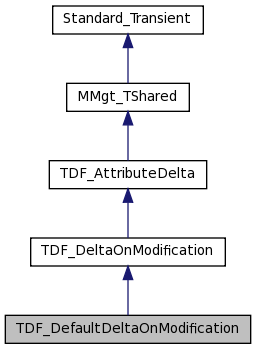 Standard_Transient
MMgt_TShared
TDF_AttributeDelta
TDF_DeltaOnModification
TDF_DefaultDeltaOnModification